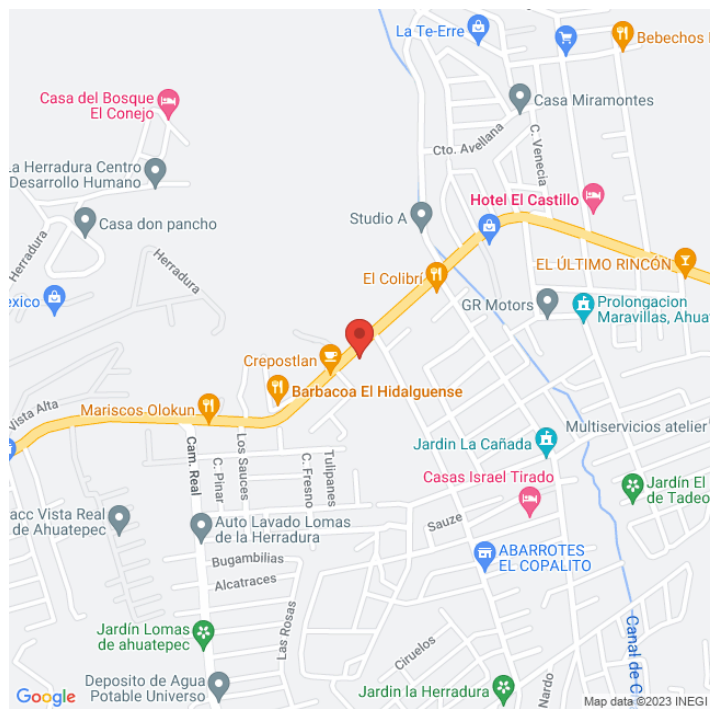 La Te-Erre
Bebechos
Casa del Bosque
El Conejo
Casa Miramontes
Cto. Avellana
C. Venecia
La Herradura Centro
Desarrollo Humano
Hotel El Castillo
Casa don pancho
Studio A
Herradura
Herradura
EL ÚLTIMO RINCÓN
El Colibrí
GR Motors
Prolongacion
Maravillas, Ahuat
exico
Crepostlan
Barbacoa El Hidalguense
Vista Alta
Mariscos Olokun
Multiservicios atelier
Jardin La Cañada
Los Sauces
Cam. Real
C. Pinar
C. Fresno
Tulipanes
Casas Israel Tirado
Jardín El
de Tadeo
acc Vista Real
de Ahuatepec
Auto Lavado Lomas
de la Herradura
Sauze
Bugambilias
ABARROTES
EL COPALITO
Alcatraces
Las Rosas
Jardín Lomas
de ahuatepec
Canal de C
Ciruelos
Deposito de Agua
Potable Universo
Jardin la Herradura
Nardo
Google
Map data ©2023 INEGI